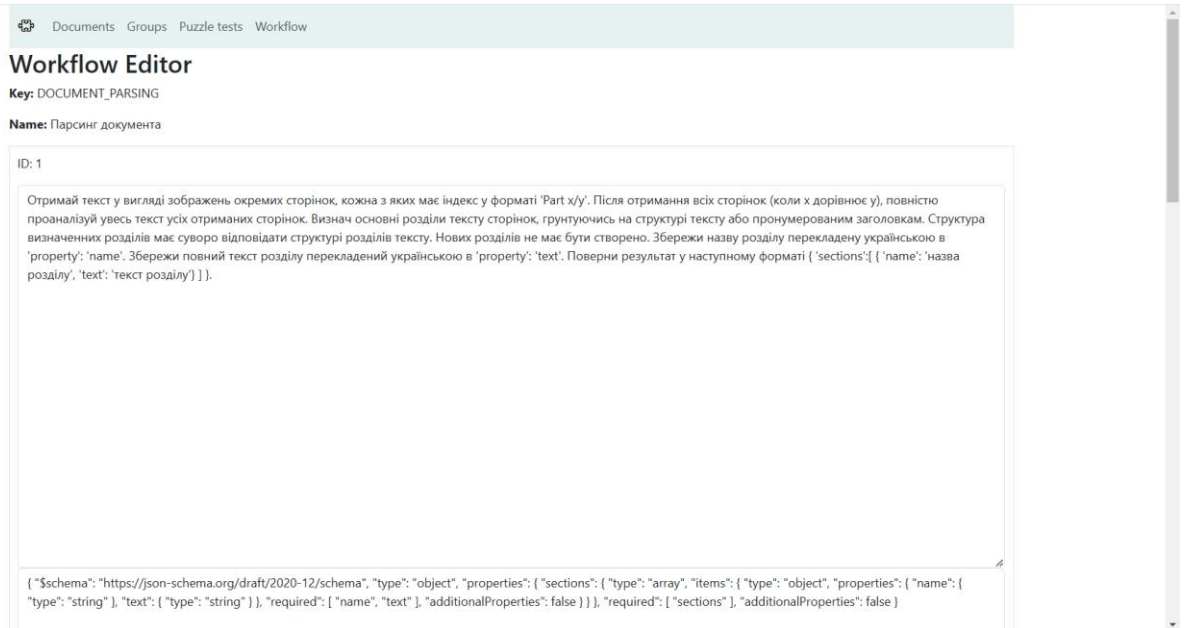 Documents Groups Puzzle tests Workflow
Workflow Editor
Key: DOCUMENT_PARSING
Name: Парсинг документа
ID: 1
Отримай текст у вигляді зображень окремих сторінок, кожна з яких має індекс у форматі 'Part x/y'. Після отримання всіх сторінок (коли x дорівнює y), повністю
проаналізуй увесь текст усіх отриманих сторінок. Визнач основні розділи тексту сторінок, грунтуючись на структурі тексту або пронумерованим заголовкам. Структура
визначенних розділів має суворо відповідати структурі розділів тексту. Нових розділів не має бути створено. Збережи назву розділу перекладену українською в
'property': 'name'. Збережи повний текст розділу перекладений українською в 'property': 'text'. Поверни результат у наступному форматі { 'sections':[ { 'name': 'назва
розділу', 'text': 'текст розділу'} ] }.
{ "$schema": "https://json-schema.org/draft/2020-12/schema", "type": "object", "properties": { "sections": { "type": "array", "items": { "type": "object", "properties": { "name": {
"type": "string" }, "text": { "type": "string" } }, "required": [ "name", "text" ], "additionalProperties": false } } }, "required": [ "sections" ], "additionalProperties": false }